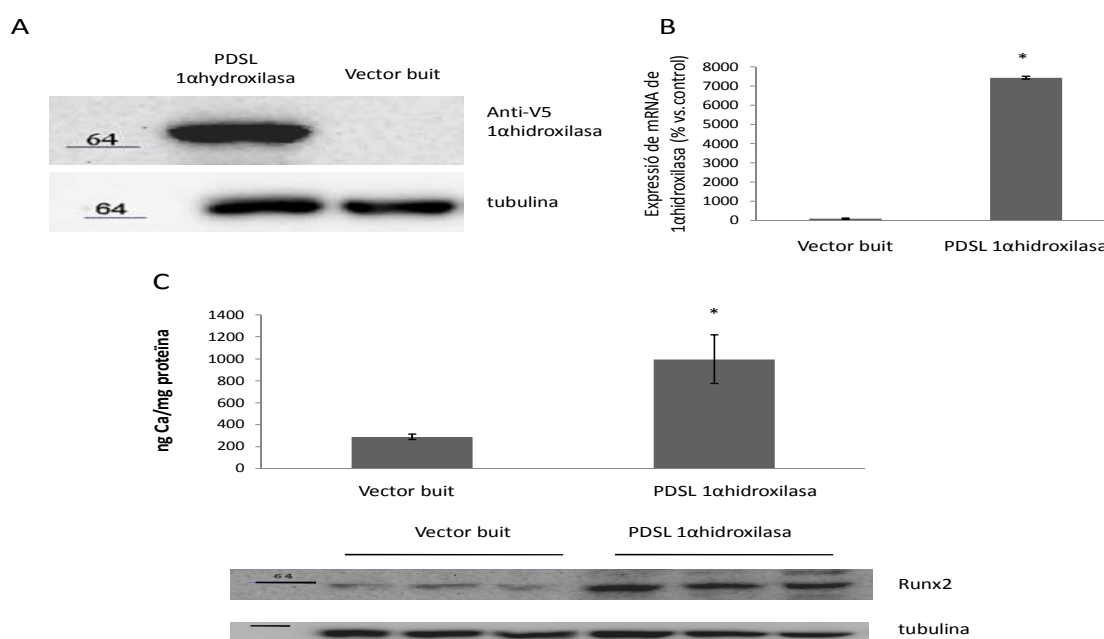 A
PDSL
1αhydroxilasa
Vector buit
64
Anti-V5
1αhidroxilasa
64
tubulina
B
Expressió de mRNA de
1αhidroxilasa (% vs.control)
8000
7000
6000
5000
4000
3000
2000
1000
0
*
Vector buit
PDSL 1αhidroxilasa
C
ng Ca/mg proteïna
1400
1200
1000
800
600
400
200
0
*
Vector buit
PDSL 1αhidroxilasa
Vector buit
PDSL 1αhidroxilasa
64
Runx2
tubulina